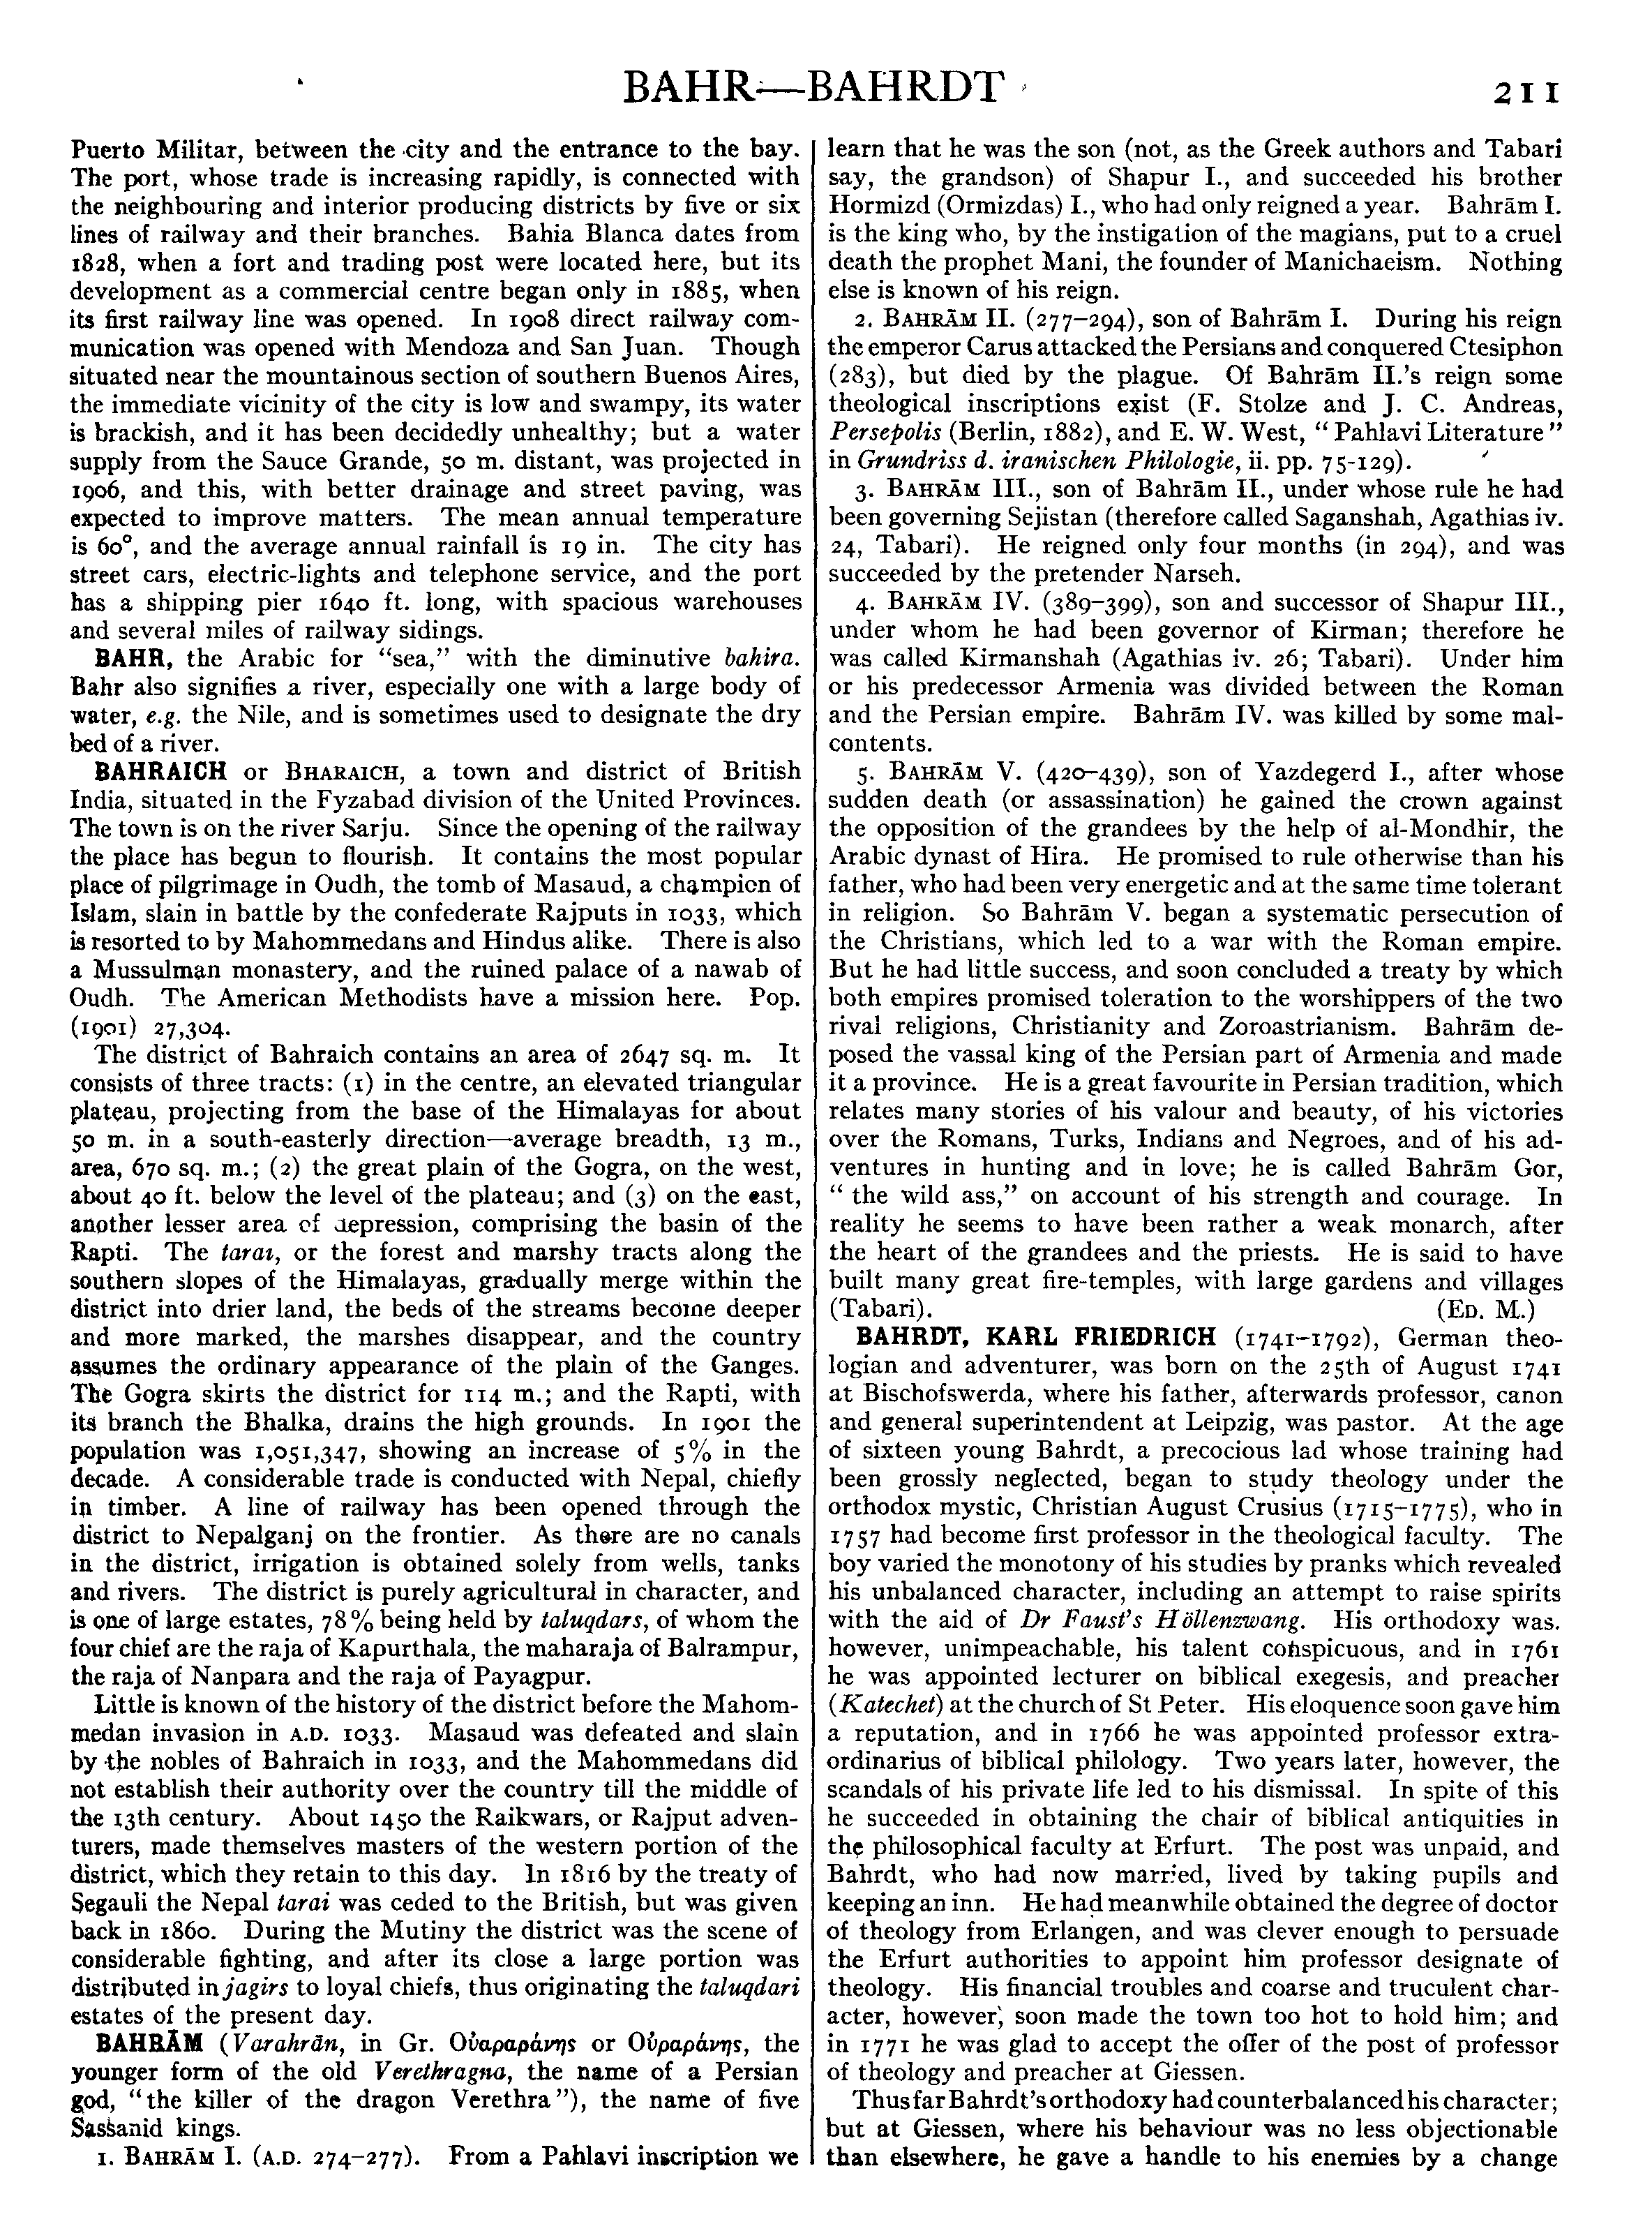 BAHR—BAHRDT
211
Puerto Militar, between the city and the entrance to the bay.
The port, whose trade is increasing rapidly, is connected with
the neighbouring and interior producing districts by five or six
lines of railway and their branches. Bahia Blanca dates from
1828, when a fort and trading post were located here, but its
development as a commercial centre began only in 1885, when
its first railway line was opened. In 1908 direct railway com-
munication was opened with Mendoza and San Juan. Though
situated near the mountainous section of southern Buenos Aires,
the immediate vicinity of the city is low and swampy, its water
is brackish, and it has been decidedly unhealthy; but a water
supply from the Sauce Grande, 50 m. distant, was projected in
1906, and this, with better drainage and street paving, was
expected to improve matters. The mean annual temperature
is 60°, and the average annual rainfall is 19 in. The city has
street cars, electric-lights and telephone service, and the port
has a shipping pier 1640 ft. long, with spacious warehouses
and several miles of railway sidings.
BAHR, the Arabic for "sea," with the diminutive bahira.
Bahr also signifies a river, especially one with a large body of
water, e.g. the Nile, and is sometimes used to designate the dry
bed of a river.
BAHRAICH or BHARAICH, a town and district of British
India, situated in the Fyzabad division of the United Provinces.
The town is on the river Sarju. Since the opening of the railway
the place has begun to flourish. It contains the most popular
place of pilgrimage in Oudh, the tomb of Masaud, a champion of
Islam, slain in battle by the confederate Rajputs in 1033, which
is resorted to by Mahommedans and Hindus alike. There is also
a Mussulman monastery, and the ruined palace of a nawab of
Oudh. The American Methodists have a mission here. Pop.
(1901) 27,304.
The district of Bahraich contains an area of 2647 sq. m. It
consists of three tracts: (1) in the centre, an elevated triangular
plateau, projecting from the base of the Himalayas for about
50 m. in a south-easterly direction—average breadth, 13 m.,
area, 670 sq. m.; (2) the great plain of the Gogra, on the west,
about 40 ft. below the level of the plateau; and (3) on the east,
another lesser area of depression, comprising the basin of the
Rapti. The tarai, or the forest and marshy tracts along the
southern slopes of the Himalayas, gradually merge within the
district into drier land, the beds of the streams become deeper
and more marked, the marshes disappear, and the country
assumes the ordinary appearance of the plain of the Ganges.
The Gogra skirts the district for 114 m.; and the Rapti, with
its branch the Bhalka, drains the high grounds. In 1901 the
population was 1,051,347, showing an increase of 5% in the
decade. A considerable trade is conducted with Nepal, chiefly
in timber. A line of railway has been opened through the
district to Nepalganj on the frontier. As there are no canals
in the district, irrigation is obtained solely from wells, tanks
and rivers. The district is purely agricultural in character, and
is one of large estates, 78% being held by taluqdars, of whom the
four chief are the raja of Kapurthala, the maharaja of Balrampur,
the raja of Nanpara and the raja of Payagpur.
Little is known of the history of the district before the Mahom-
medan invasion in A.D. 1033. Masaud was defeated and slain
by the nobles of Bahraich in 1033, and the Mahommedans did
not establish their authority over the country till the middle of
the 13th century. About 1450 the Raikwars, or Rajput adven-
turers, made themselves masters of the western portion of the
district, which they retain to this day. In 1816 by the treaty of
Segauli the Nepal tarai was ceded to the British, but was given
back in 1860. During the Mutiny the district was the scene of
considerable fighting, and after its close a large portion was
distributed in jagirs to loyal chiefs, thus originating the taluqdari
estates of the present day.
BAHRĀM (Varahrān, in Gr. Οὐαραράνης or Οὐραράνης, the
younger form of the old Verethragna, the name of a Persian
god, "the killer of the dragon Verethra"), the name of five
Sassanid kings.
1. BAHRĀM I. (A.D. 274–277). From a Pahlavi inscription we
learn that he was the son (not, as the Greek authors and Tabari
say, the grandson) of Shapur I., and succeeded his brother
Hormizd (Ormizdas) I., who had only reigned a year. Bahrām I.
is the king who, by the instigation of the magians, put to a cruel
death the prophet Mani, the founder of Manichaeism. Nothing
else is known of his reign.
2. BAHRĀM II. (277–294), son of Bahrām I. During his reign
the emperor Carus attacked the Persians and conquered Ctesiphon
(283), but died by the plague. Of Bahrām II.'s reign some
theological inscriptions exist (F. Stolze and J. C. Andreas,
Persepolis (Berlin, 1882), and E. W. West, "Pahlavi Literature"
in Grundriss d. iranischen Philologie, ii. pp. 75-129).
3. BAHRĀM III., son of Bahrām II., under whose rule he had
been governing Sejistan (therefore called Saganshah, Agathias iv.
24, Tabari). He reigned only four months (in 294), and was
succeeded by the pretender Narseh.
4. BAHRĀM IV. (389–399), son and successor of Shapur III.,
under whom he had been governor of Kirman; therefore he
was called Kirmanshah (Agathias iv. 26; Tabari). Under him
or his predecessor Armenia was divided between the Roman
and the Persian empire. Bahrām IV. was killed by some mal-
contents.
5. BAHRĀM V. (420–439), son of Yazdegerd I., after whose
sudden death (or assassination) he gained the crown against
the opposition of the grandees by the help of al-Mondhir, the
Arabic dynast of Hira. He promised to rule otherwise than his
father, who had been very energetic and at the same time tolerant
in religion. So Bahrām V. began a systematic persecution of
the Christians, which led to a war with the Roman empire.
But he had little success, and soon concluded a treaty by which
both empires promised toleration to the worshippers of the two
rival religions, Christianity and Zoroastrianism. Bahrām de-
posed the vassal king of the Persian part of Armenia and made
it a province. He is a great favourite in Persian tradition, which
relates many stories of his valour and beauty, of his victories
over the Romans, Turks, Indians and Negroes, and of his ad-
ventures in hunting and in love; he is called Bahrām Gor,
"the wild ass," on account of his strength and courage. In
reality he seems to have been rather a weak monarch, after
the heart of the grandees and the priests. He is said to have
built many great fire-temples, with large gardens and villages
(Tabari). (ED. M.)
BAHRDT, KARL FRIEDRICH (1741–1792), German theo-
logian and adventurer, was born on the 25th of August 1741
at Bischofswerda, where his father, afterwards professor, canon
and general superintendent at Leipzig, was pastor. At the age
of sixteen young Bahrdt, a precocious lad whose training had
been grossly neglected, began to study theology under the
orthodox mystic, Christian August Crusius (1715–1775), who in
1757 had become first professor in the theological faculty. The
boy varied the monotony of his studies by pranks which revealed
his unbalanced character, including an attempt to raise spirits
with the aid of Dr Faust's Höllenzwang. His orthodoxy was.
however, unimpeachable, his talent conspicuous, and in 1761
he was appointed lecturer on biblical exegesis, and preacher
(Katechet) at the church of St Peter. His eloquence soon gave him
a reputation, and in 1766 he was appointed professor extra-
ordinarius of biblical philology. Two years later, however, the
scandals of his private life led to his dismissal. In spite of this
he succeeded in obtaining the chair of biblical antiquities in
the philosophical faculty at Erfurt. The post was unpaid, and
Bahrdt, who had now married, lived by taking pupils and
keeping an inn. He had meanwhile obtained the degree of doctor
of theology from Erlangen, and was clever enough to persuade
the Erfurt authorities to appoint him professor designate of
theology. His financial troubles and coarse and truculent char-
acter, however, soon made the town too hot to hold him; and
in 1771 he was glad to accept the offer of the post of professor
of theology and preacher at Giessen.
Thus far Bahrdt's orthodoxy had counterbalanced his character;
but at Giessen, where his behaviour was no less objectionable
than elsewhere, he gave a handle to his enemies by a change